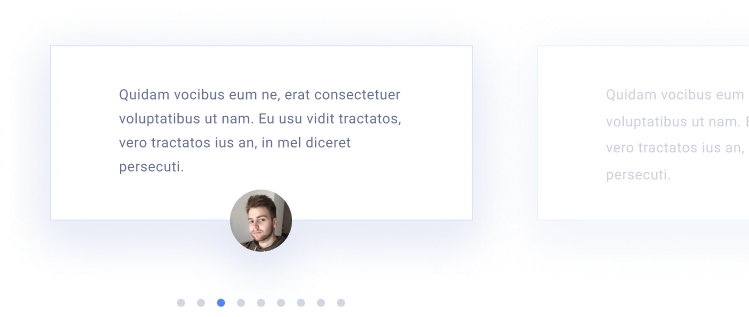 Quidam vocibus eum ne, erat consectetuer
voluptatibus ut nam. Eu usu vidit tractatos,
vero tractatos ius an, in mel diceret
persecuti.
Quidam vocibus eum
voluptatibus ut nam. E
vero tractatos ius an,
persecuti.